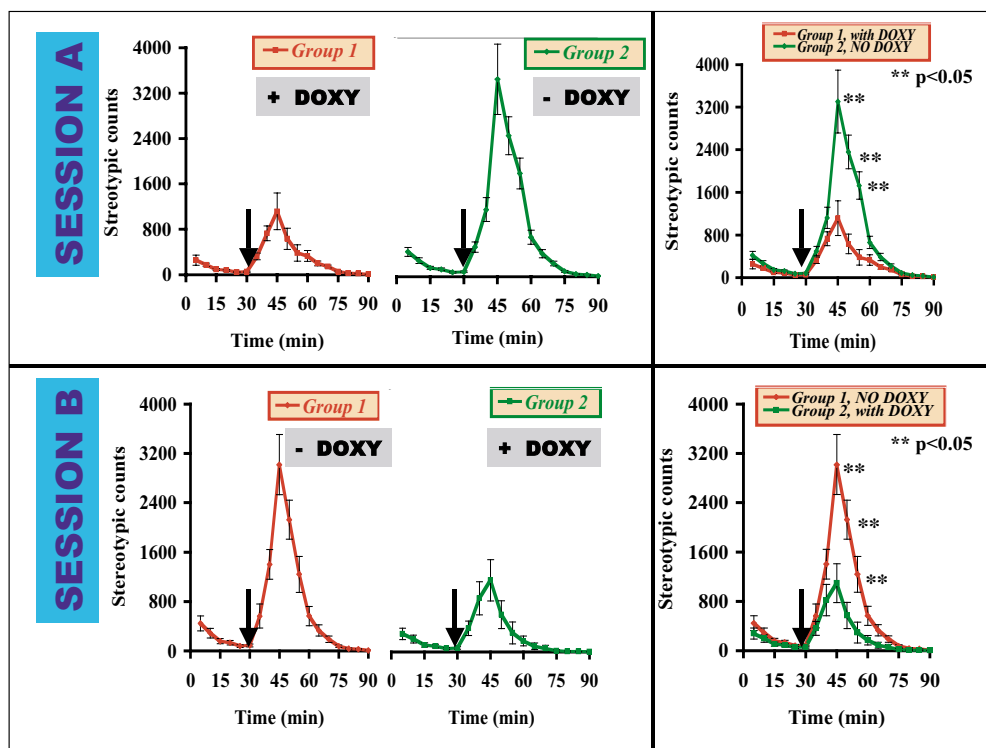 SESSION A
Streotypic counts
4000
3200
2400
1600
800
0
Group 1
+ DOXY
0 15 30 45 60 75 90
Time (min)
Group 2
- DOXY
0 15 30 45 60 75 90
Time (min)
Group 1, with DOXY
Group 2, NO DOXY
** p<0.05
Streotypic counts
4000
3200
2400
1600
800
0
**
**
**
0 15 30 45 60 75 90
Time (min)
SESSION B
Stereotypic counts
4000
3200
2400
1600
800
0
Group 1
- DOXY
0 15 30 45 60 75 90
Time (min)
Group 2
+ DOXY
0 15 30 45 60 75 90
Time (min)
Group 1, NO DOXY
Group 2, with DOXY
** p<0.05
Stereotypic counts
4000
3200
2400
1600
800
0
**
**
**
0 15 30 45 60 75 90
Time (min)